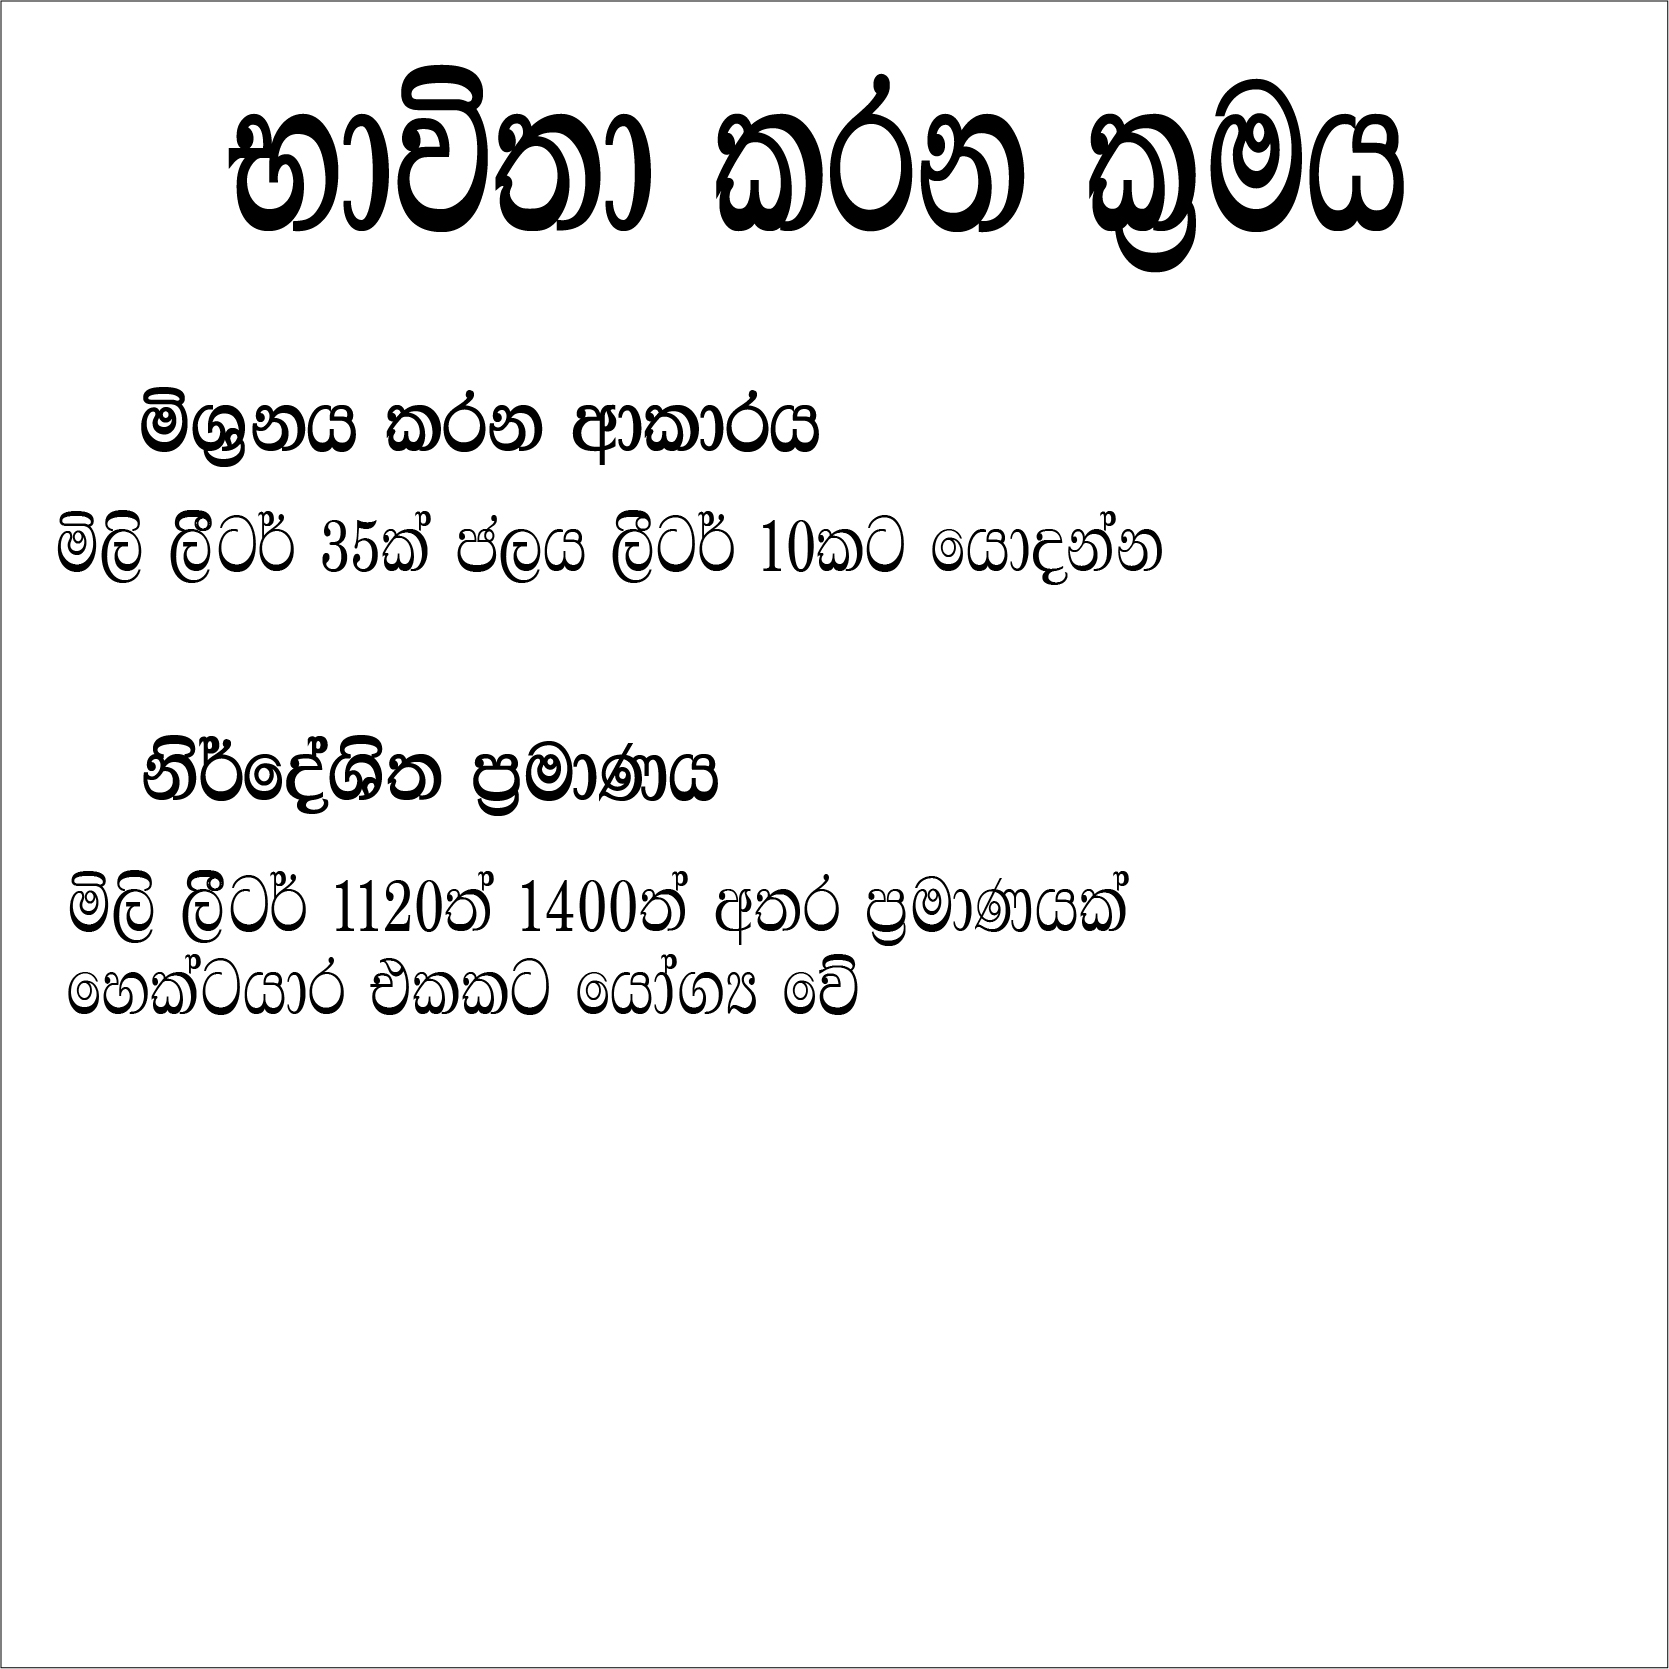 භාවිතා කරන ක්‍රමය
මිශ්‍රනය කරන ආකාරය
මිලි ලීටර් 35ක් ජලය ලීටර් 10කට යොදන්න
නිර්දේශිත ප්‍රමාණය
මිලි ලීටර් 1120ත් 1400ත් අතර ප්‍රමාණයක්
හෙක්ටයාර එකකට යෝග්‍ය වේ